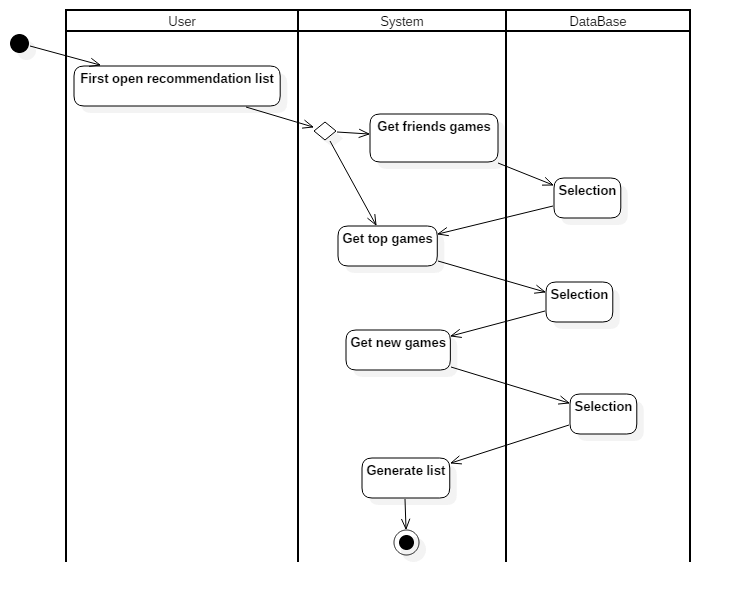 User
System
DataBase
First open recommendation list
Get friends games
Selection
Get top games
Selection
Get new games
Selection
Generate list